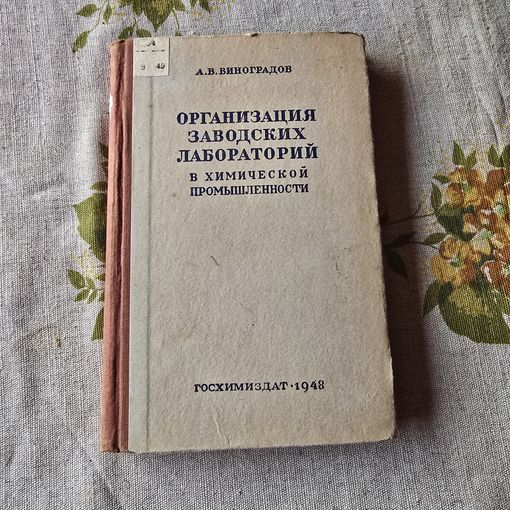 А.В.ВИНОГРАДОВ
ОРГАНИЗАЦИЯ
ЗАВОДСКИХ
ЛАБОРАТОРИЙ
В ХИМИЧЕСКОЙ
ПРОМЫШЛЕННОСТИ
ГОСХИМИЗДАТ · 1948